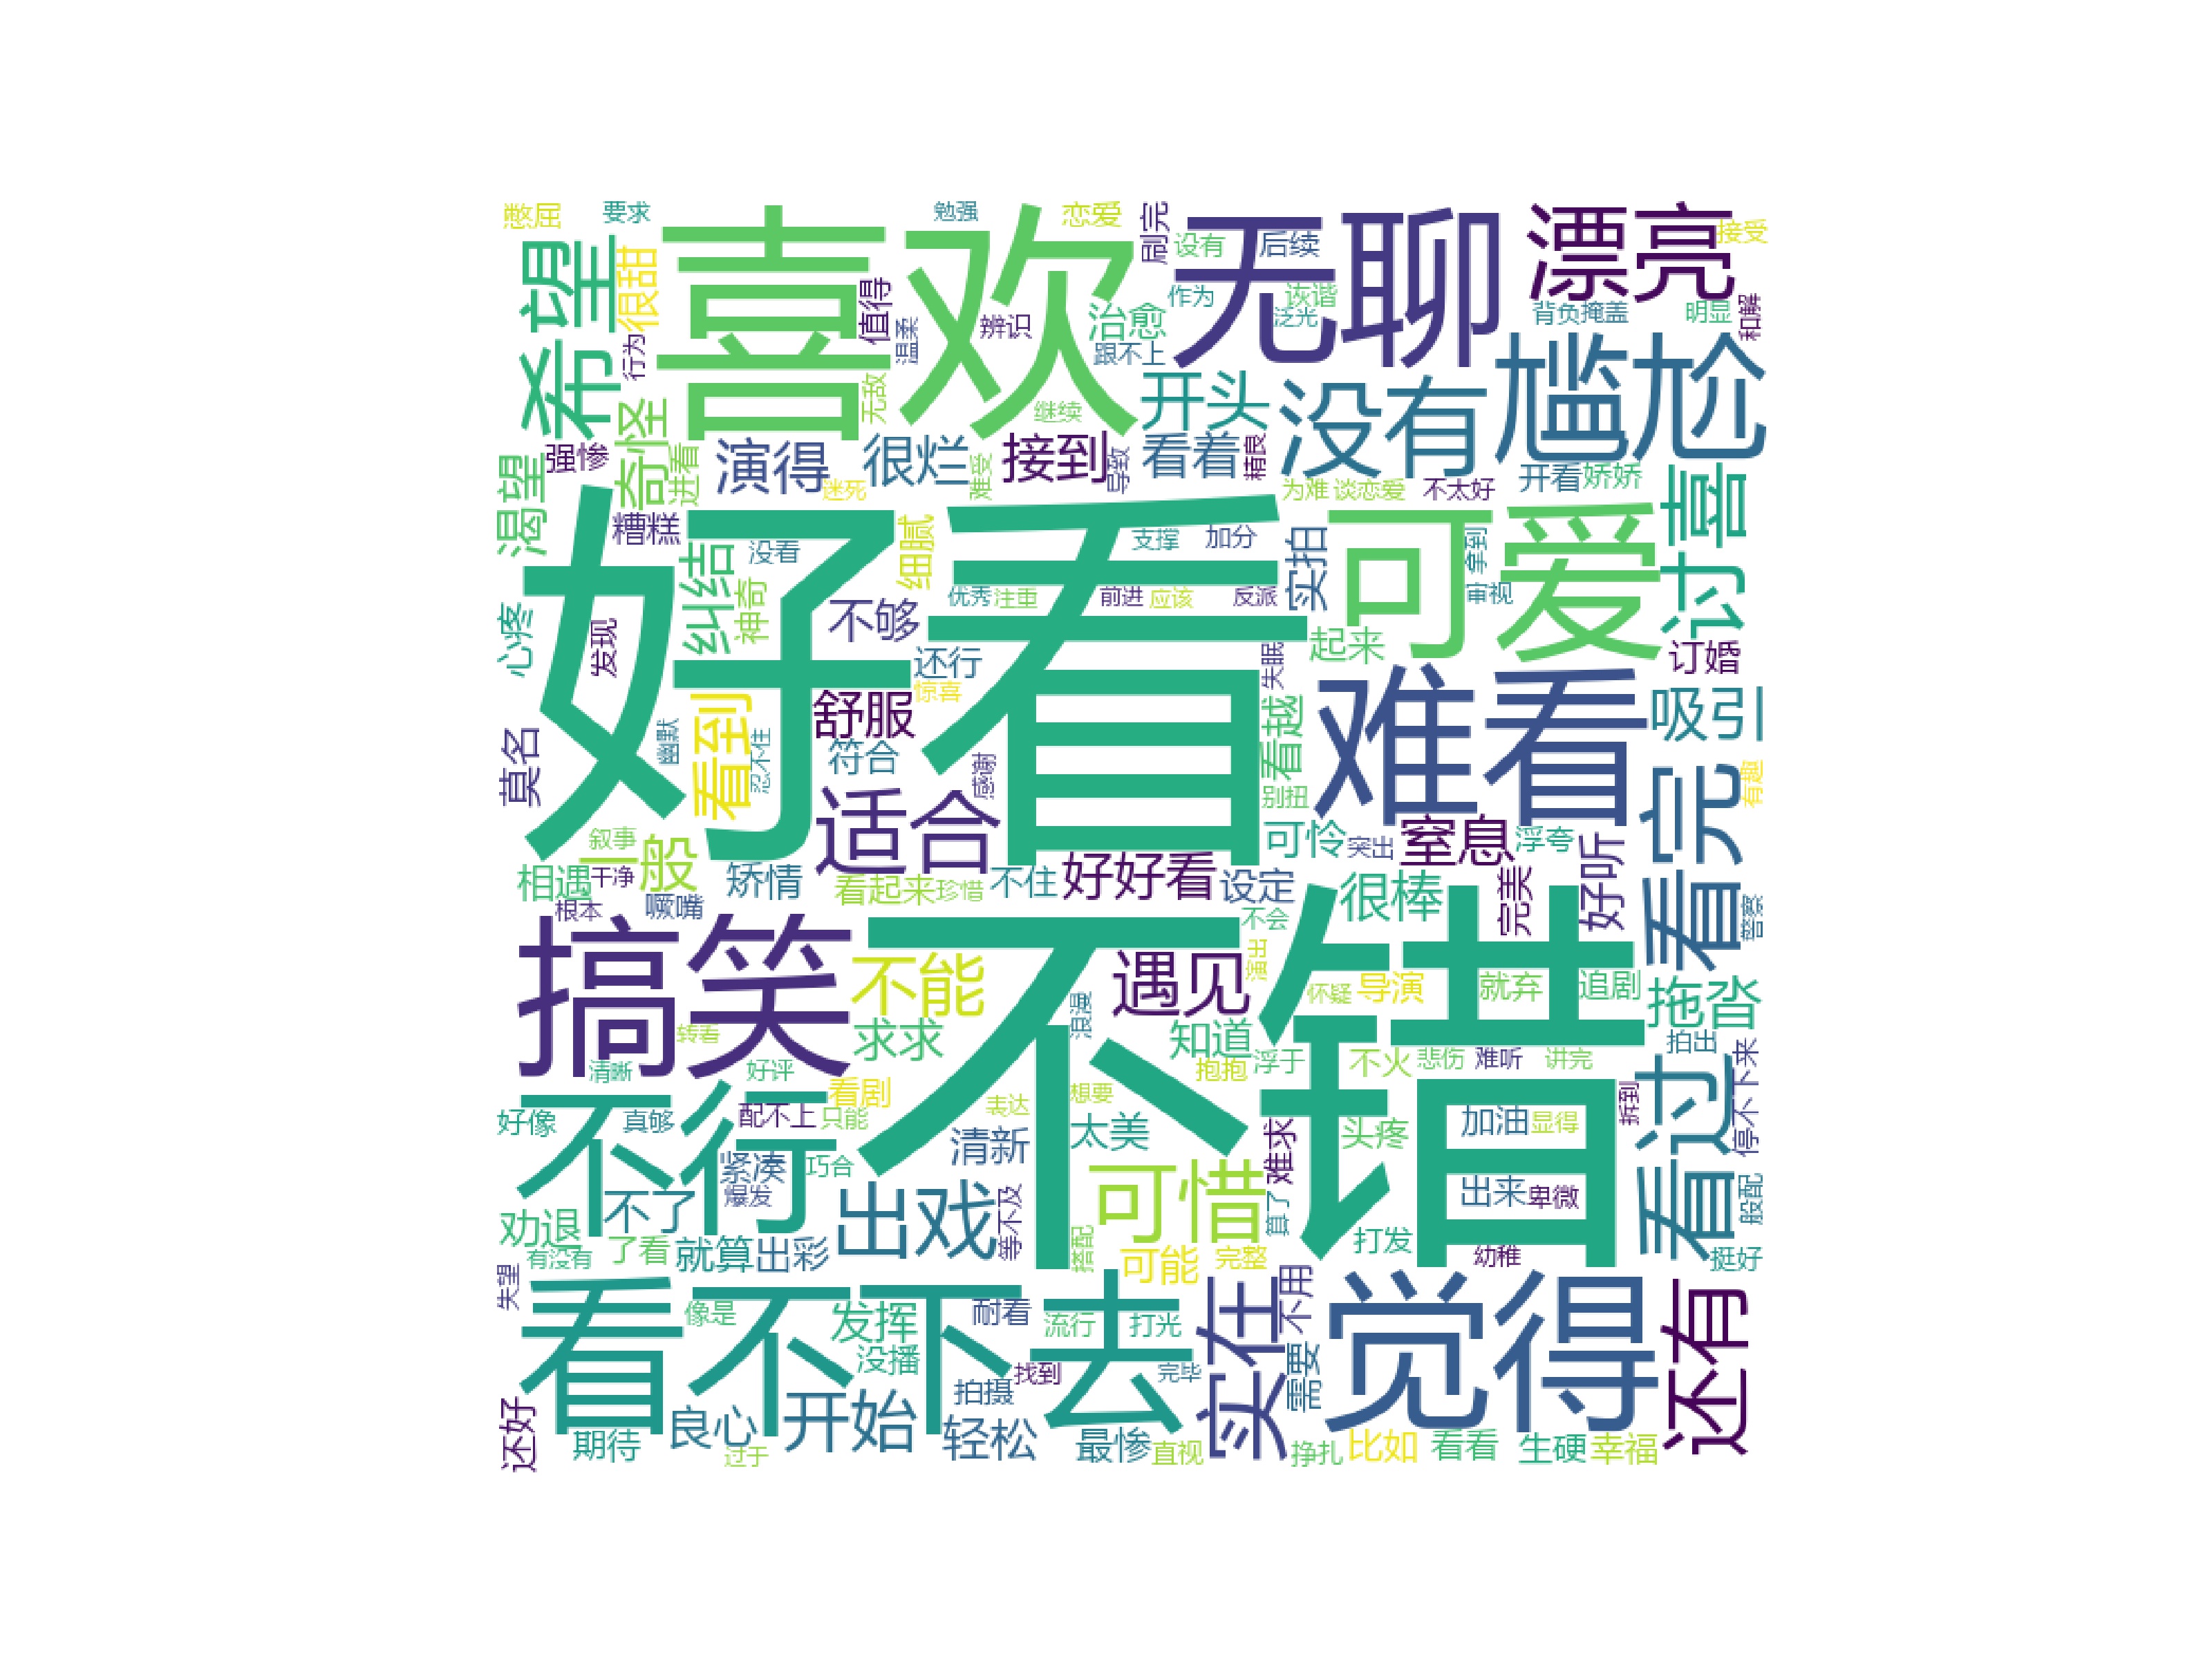 憋屈
要求
勉强
恋爱
刷完
设有
后续
无聊
漂亮
接受
喜欢
希望
很甜
行为
值得
温柔
辨识
治愈
跟不上
作为
诙谐
泛光
背负
掩盖
明显
和解
尴尬
没有
开头
继续
无敌
奇怪
强惨
渴望
进看
演得
很烂
难受
接到
导致
看着
精良
迷死
为难
谈恋爱
不太好
开看
娇娇
讨喜
好看
糟糕
没看
纠结
神奇
细腻
支撑
加分
实拍
可爱
拿到
审视
优秀
注重
前进
应该
反派
心疼
发现
不够
还行
惊喜
失眠
起来
订婚
难看
吸引
莫名
幽默
看到
忍不住
舒服
符合
感谢
看越
别扭
有趣
看完
适合
叙事
一般
相遇
干净
根本
噘嘴
矫情
看起来
珍惜
不住
好好看
设定
可怜
突出
窒息
浮夸
好听
完美
很棒
不会
警察
搞笑
不错
不能
演出
遇见
怀疑
导演
就弃
追剧
拖沓
浪漫
求求
知道
转看
清晰
好评
看剧
抱抱
浮于
不火
悲伤
难听
讲完
拍出
停不下来
看过
不行
好像
真够
配不上
只能
表达
想要
太美
难求
头疼
加油
显得
拆到
紧凑
巧合
爆发
清新
出戏
可惜
等不及
算了
出来
卑微
般配
劝退
不了
有没有
了看
就算
出彩
搭配
可能
完整
打发
幼稚
挺好
失望
看不下去
像是
发挥
没播
耐看
流行
打光
找到
完毕
实在
不用
需要
觉得
还有
还好
期待
良心
过于
开始
拍摄
轻松
最惨
直视
挣扎
比如
看看
生硬
幸福